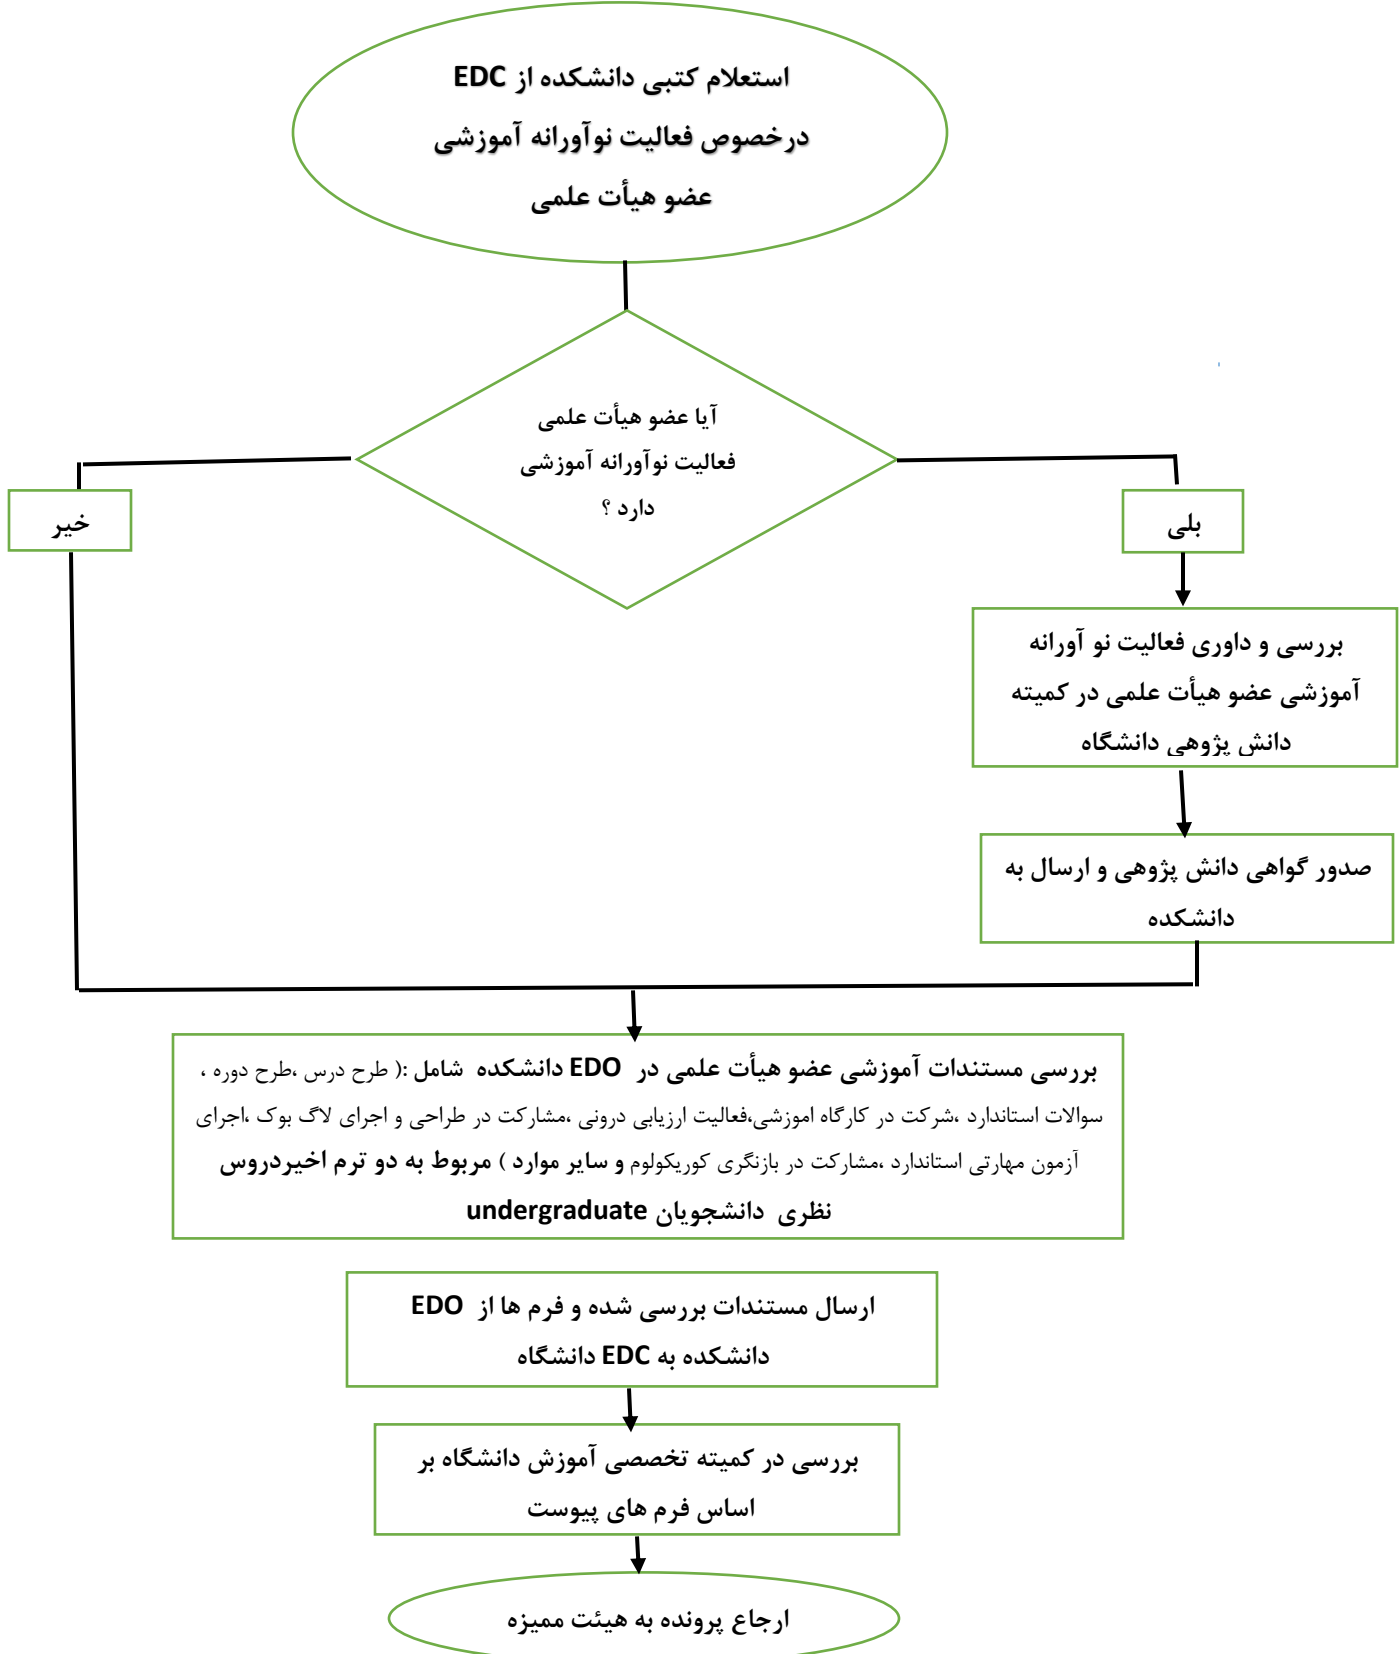 استعلام کتبی دانشکده از EDC
درخصوص فعالیت نوآورانه آموزشی
عضو هیأت علمی
آیا عضو هیأت علمی
فعالیت نوآورانه آموزشی
دارد ؟
بلی
خیر
بررسی و داوری فعالیت نو آورانه
آموزشی عضو هیأت علمی در کمیته
دانش پژوهی دانشگاه
صدور گواهی دانش پژوهی و ارسال به
دانشکده
بررسی مستندات آموزشی عضو هیأت علمی در EDO دانشکده شامل :( طرح درس ،طرح دوره ،
سوالات استاندارد ،شرکت در کارگاه اموزشی،فعالیت ارزیابی درونی ،مشارکت در طراحی و اجرای لاگ بوک ،اجرای
آزمون مهارتی استاندارد ،مشارکت در بازنگری کوریکولوم و سایر موارد ) مربوط به دو ترم اخیردروس
نظری دانشجویان undergraduate
ارسال مستندات بررسی شده و فرم ها از EDO
دانشکده به EDC دانشگاه
بررسی در کمیته تخصصی آموزش دانشگاه بر
اساس فرم های پیوست
ارجاع پرونده به هیئت ممیزه